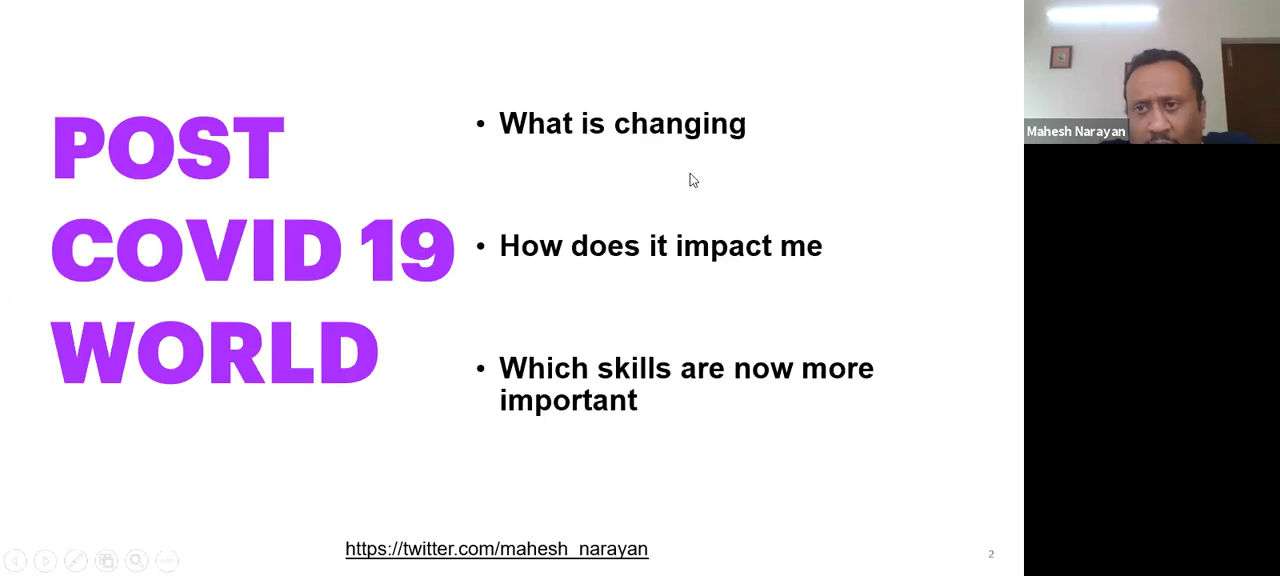 POST
COVID 19
WORLD
• What is changing
• How does it impact me
• Which skills are now more
important
https://twitter.com/mahesh_narayan
2
Mahesh Narayan